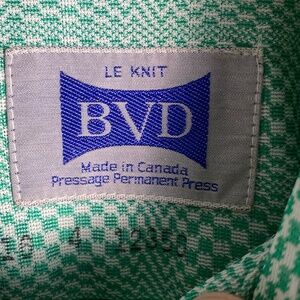 LE KNIT
BVD
Made in Canada
Pressage Permanent Press